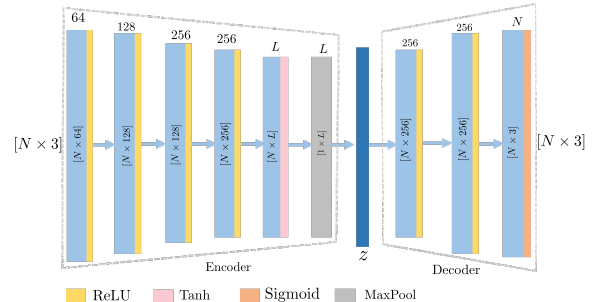 64
128
256
256
L
L
256
256
N
[N × 3]
[N × 64]
[N × 128]
[N × 128]
[N × 256]
[N × L]
[1 × L]
[N × 256]
[N × 256]
[N × 3]
[N × 3]
z
Encoder
Decoder
ReLU
Tanh
Sigmoid
MaxPool